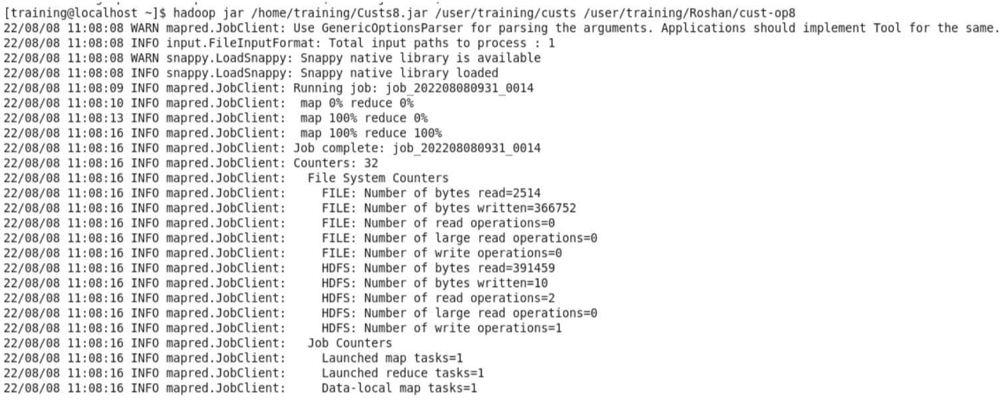 [training@localhost ~]$ hadoop jar /home/training/Custs8.jar /user/training/custs /user/training/Roshan/cust-op8
22/08/08 11:08:08 WARN mapred.JobClient: Use GenericOptionsParser for parsing the arguments. Applications should implement Tool for the same.
22/08/08 11:08:08 INFO input.FileInputFormat: Total input paths to process : 1
22/08/08 11:08:08 WARN snappy.LoadSnappy: Snappy native library is available
22/08/08 11:08:08 INFO snappy.LoadSnappy: Snappy native library loaded
22/08/08 11:08:09 INFO mapred.JobClient: Running job: job_202208080931_0014
22/08/08 11:08:10 INFO mapred.JobClient:  map 0% reduce 0%
22/08/08 11:08:13 INFO mapred.JobClient:  map 100% reduce 0%
22/08/08 11:08:16 INFO mapred.JobClient:  map 100% reduce 100%
22/08/08 11:08:16 INFO mapred.JobClient: Job complete: job_202208080931_0014
22/08/08 11:08:16 INFO mapred.JobClient: Counters: 32
22/08/08 11:08:16 INFO mapred.JobClient:   File System Counters
22/08/08 11:08:16 INFO mapred.JobClient:     FILE: Number of bytes read=2514
22/08/08 11:08:16 INFO mapred.JobClient:     FILE: Number of bytes written=366752
22/08/08 11:08:16 INFO mapred.JobClient:     FILE: Number of read operations=0
22/08/08 11:08:16 INFO mapred.JobClient:     FILE: Number of large read operations=0
22/08/08 11:08:16 INFO mapred.JobClient:     FILE: Number of write operations=0
22/08/08 11:08:16 INFO mapred.JobClient:     HDFS: Number of bytes read=391459
22/08/08 11:08:16 INFO mapred.JobClient:     HDFS: Number of bytes written=10
22/08/08 11:08:16 INFO mapred.JobClient:     HDFS: Number of read operations=2
22/08/08 11:08:16 INFO mapred.JobClient:     HDFS: Number of large read operations=0
22/08/08 11:08:16 INFO mapred.JobClient:     HDFS: Number of write operations=1
22/08/08 11:08:16 INFO mapred.JobClient:   Job Counters
22/08/08 11:08:16 INFO mapred.JobClient:     Launched map tasks=1
22/08/08 11:08:16 INFO mapred.JobClient:     Launched reduce tasks=1
22/08/08 11:08:16 INFO mapred.JobClient:     Data-local map tasks=1